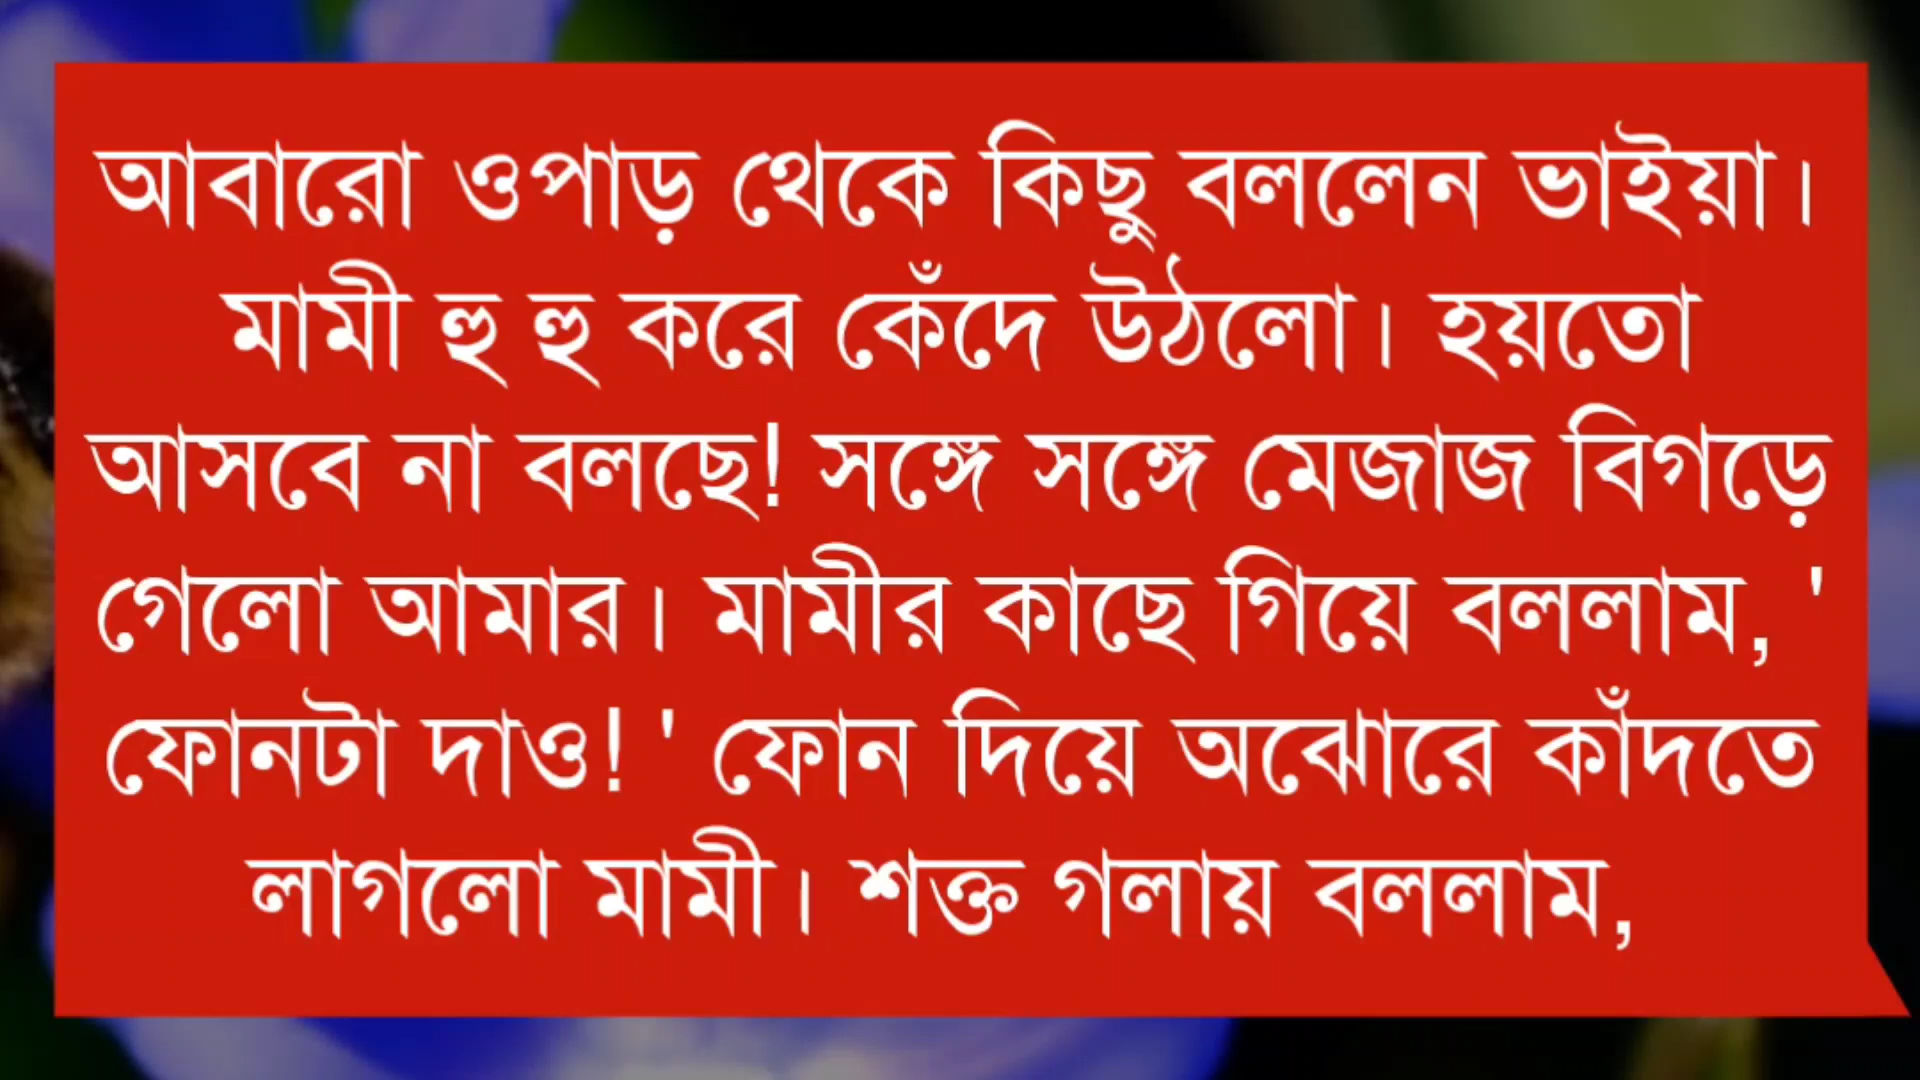 আবারো ওপাড় থেকে কিছু বললেন ভাইয়া।
মামী হু হু করে কেঁদে উঠলো। হয়তো
আসবে না বলছে! সঙ্গে সঙ্গে মেজাজ বিগড়ে
গেলো আমার। মামীর কাছে গিয়ে বললাম, '
ফোনটা দাও! ' ফোন দিয়ে অঝোরে কাঁদতে
লাগলো মামী। শক্ত গলায় বললাম,